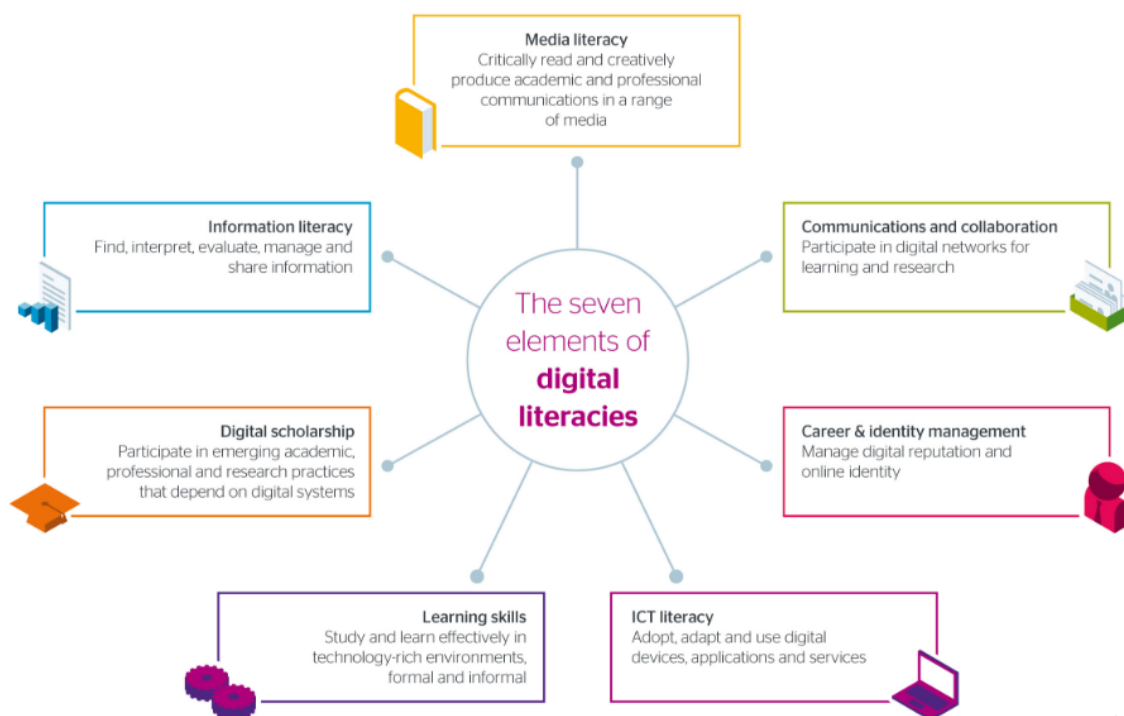 Media literacy
Critically read and creatively
produce academic and professional
communications in a range
of media
Information literacy
Find, interpret, evaluate, manage and
share information
Communications and collaboration
Participate in digital networks for
learning and research
The seven
elements of
digital
literacies
Digital scholarship
Participate in emerging academic,
professional and research practices
that depend on digital systems
Career & identity management
Manage digital reputation and
online identity
Learning skills
Study and learn effectively in
technology-rich environments,
formal and informal
ICT literacy
Adopt, adapt and use digital
devices, applications and services